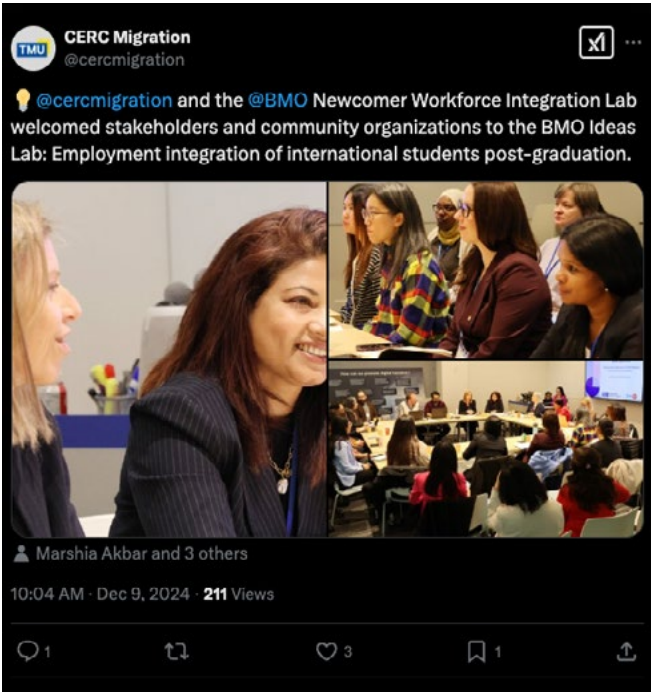 TMU
CERC Migration
@cercmigration
@cercmigration and the @BMO Newcomer Workforce Integration Lab
welcomed stakeholders and community organizations to the BMO Ideas
Lab: Employment integration of international students post-graduation.
Marshia Akbar and 3 others
10:04 AM · Dec 9, 2024 · 211 Views
1
3
1